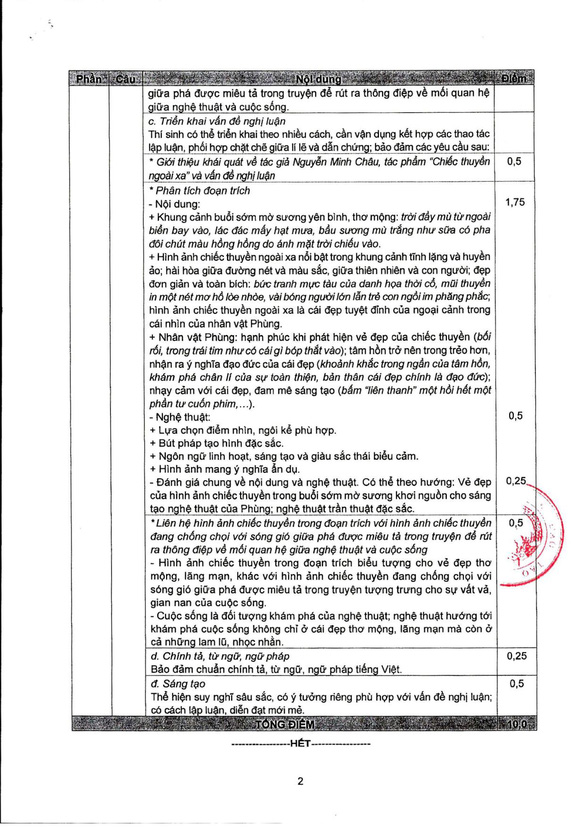 Phần Câu Nội dung Điểm
giữa phá được miêu tả trong truyện để rút ra thông điệp về mối quan hệ
giữa nghệ thuật và cuộc sống.
c. Triển khai vấn đề nghị luận
Thí sinh có thể triển khai theo nhiều cách, cần vận dụng kết hợp các thao tác
lập luận, phối hợp chặt chẽ giữa lí lẽ và dẫn chứng; bảo đảm các yêu cầu sau:
* Giới thiệu khái quát về tác giả Nguyễn Minh Châu, tác phẩm "Chiếc thuyền 0,5
ngoài xa" và vấn đề nghị luận
* Phân tích đoạn trích
- Nội dung: 1,75
+ Khung cảnh buổi sớm mờ sương yên bình, thơ mộng: trời đầy mù từ ngoài
biển bay vào, lác đác mấy hạt mưa, bầu sương mù trắng như sữa có pha
đôi chút màu hồng hồng do ánh mặt trời chiếu vào.
+ Hình ảnh chiếc thuyền ngoài xa nổi bật trong khung cảnh tĩnh lặng và huyền
ảo; hài hòa giữa đường nét và màu sắc, giữa thiên nhiên và con người; đẹp
đơn giản và toàn bích: bức tranh mực tàu của danh họa thời cổ, mũi thuyền
in một nét mơ hồ lòe nhòe, vài bóng người lớn lẫn trẻ con ngồi im phăng phắc;
hình ảnh chiếc thuyền ngoài xa là cái đẹp tuyệt đỉnh của ngoại cảnh trong
cái nhìn của nhân vật Phùng.
+ Nhân vật Phùng: hạnh phúc khi phát hiện vẻ đẹp của chiếc thuyền (bối
rối, trong trái tim như có cái gì bóp thắt vào); tâm hồn trở nên trong trẻo hơn,
nhận ra ý nghĩa đạo đức của cái đẹp (khoảnh khắc trong ngần của tâm hồn,
khám phá chân lí của sự toàn thiện, bản thân cái đẹp chính là đạo đức);
nhạy cảm với cái đẹp, đam mê sáng tạo (bấm "liên thanh" một hồi hết một
phần tư cuốn phim,...).
- Nghệ thuật: 0,5
+ Lựa chọn điểm nhìn, ngôi kể phù hợp.
+ Bút pháp tạo hình đặc sắc.
+ Ngôn ngữ linh hoạt, sáng tạo và giàu sắc thái biểu cảm.
+ Hình ảnh mang ý nghĩa ẩn dụ.
- Đánh giá chung về nội dung và nghệ thuật. Có thể theo hướng: Vẻ đẹp 0,25
của hình ảnh chiếc thuyền trong buổi sớm mờ sương khơi nguồn cho sáng
tạo nghệ thuật của Phùng; nghệ thuật trần thuật đặc sắc.
* Liên hệ hình ảnh chiếc thuyền trong đoạn trích với hình ảnh chiếc thuyền 0,5
đang chống chọi với sóng gió giữa phá được miêu tả trong truyện để rút
ra thông điệp về mối quan hệ giữa nghệ thuật và cuộc sống
- Hình ảnh chiếc thuyền trong đoạn trích biểu tượng cho vẻ đẹp thơ
mộng, lãng mạn, khác với hình ảnh chiếc thuyền đang chống chọi với
sóng gió giữa phá được miêu tả trong truyện tượng trưng cho sự vất vả,
gian nan của cuộc sống.
- Cuộc sống là đối tượng khám phá của nghệ thuật; nghệ thuật hướng tới
khám phá cuộc sống không chỉ ở cái đẹp thơ mộng, lãng mạn mà còn ở
cả những lam lũ, nhọc nhằn.
d. Chính tả, từ ngữ, ngữ pháp 0,25
Bảo đảm chuẩn chính tả, từ ngữ, ngữ pháp tiếng Việt.
đ. Sáng tạo 0,5
Thể hiện suy nghĩ sâu sắc, có ý tưởng riêng phù hợp với vấn đề nghị luận;
có cách lập luận, diễn đạt mới mẻ.
TỔNG ĐIỂM 10,0
-----------------HẾT-----------------
2